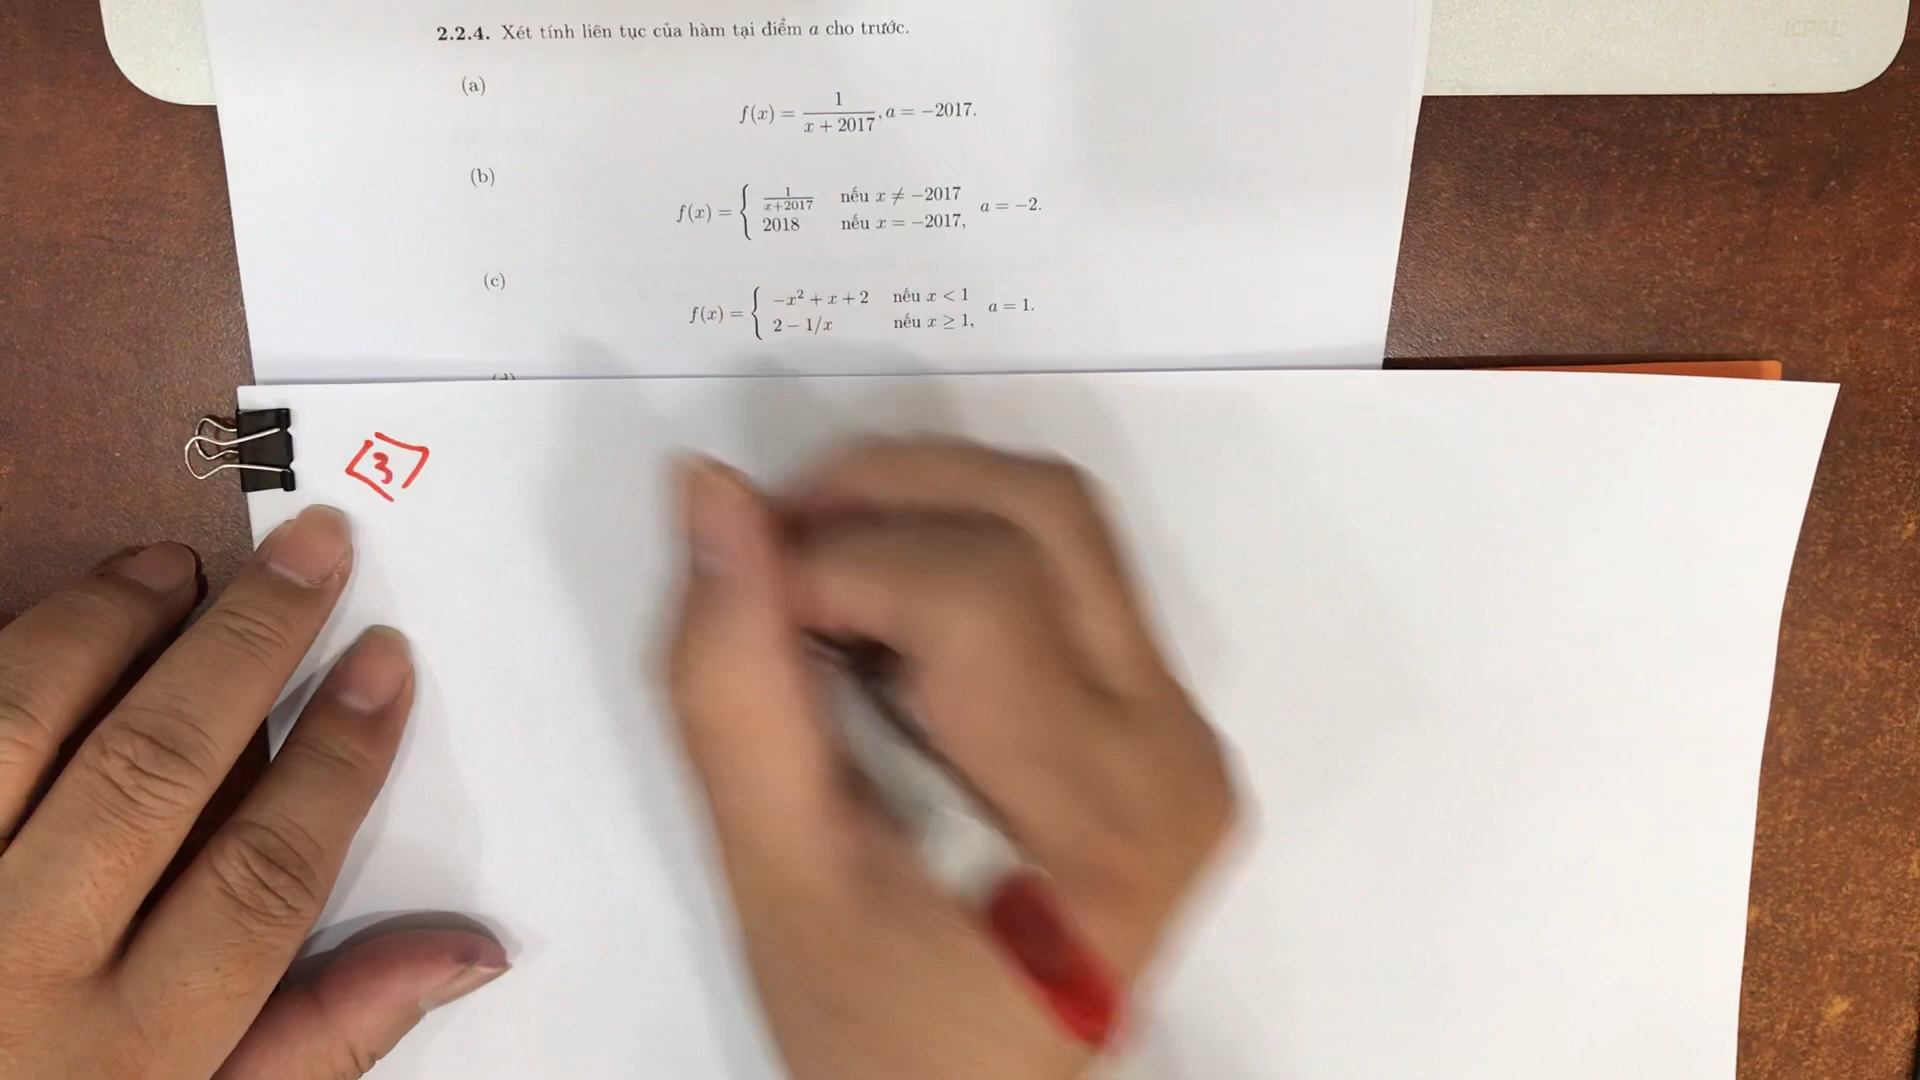 2.2.4. Xét tính liên tục của hàm tại điểm a cho trước.
(a)
f(x) = 1/(x + 2017), a = −2017.
(b)
f(x) = { 1/(x+2017) nếu x ≠ −2017
2018 nếu x = −2017, a = −2.
(c)
f(x) = { −x² + x + 2 nếu x < 1
2 − 1/x nếu x ≥ 1, a = 1.
3